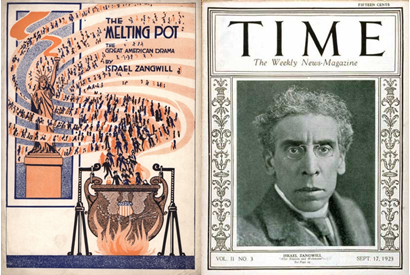 THE
MELTING POT
THE
GREAT AMERICAN DRAMA
BY
ISRAEL ZANGWILL
FIFTEEN CENTS
TIME
The Weekly News-Magazine
VOL. II NO. 3
ISRAEL ZANGWILL
SEPT. 17, 1923